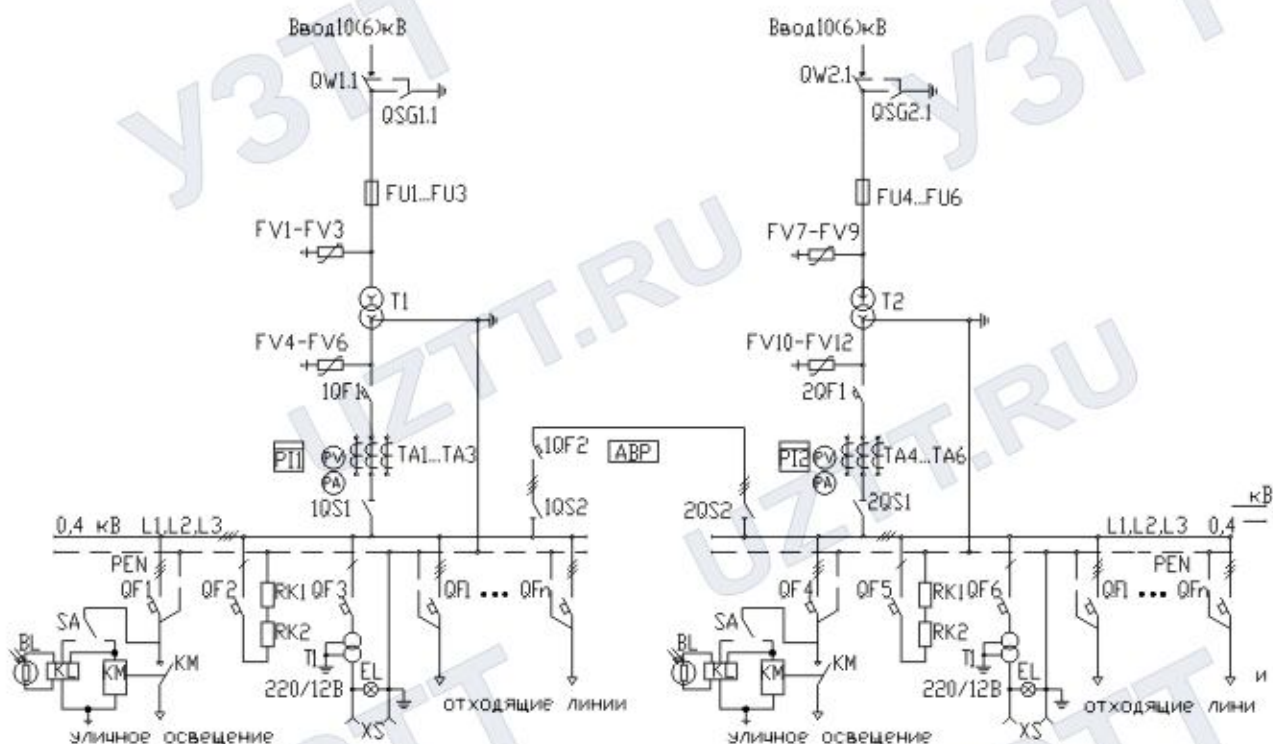 Ввод10(6)кВ
Ввод10(6)кВ
QW1.1
QSG1.1
QW2.1
QSG2.1
FU1...FU3
FU4...FU6
FV1-FV3
FV7-FV9
T1
T2
FV4-FV6
FV10-FV12
1QF1
2QF1
PI1
PV
PA
TA1...TA3
1QF2
АВР
PI2
PV
PA
TA4...TA6
1QS1
1QS2
2QS2
2QS1
кВ
0,4 кВ L1,L2,L3
L1,L2,L3 0,4
PEN
PEN
QF1
QF2
RK1
QF3
QF1 ... QFn
QF4
QF5
RK1
QF6
QF1 ... QFn
SA
RK2
SA
RK2
BL
KL
KM
KM
T1
EL
BL
KL
KM
KM
T1
EL
220/12В
220/12В
и
отходящие линии
отходящие лини
уличное освещение
XS
уличное освещение
XS
УЗТТ
УЗТТ
UZTT.RU
UZTT.RU